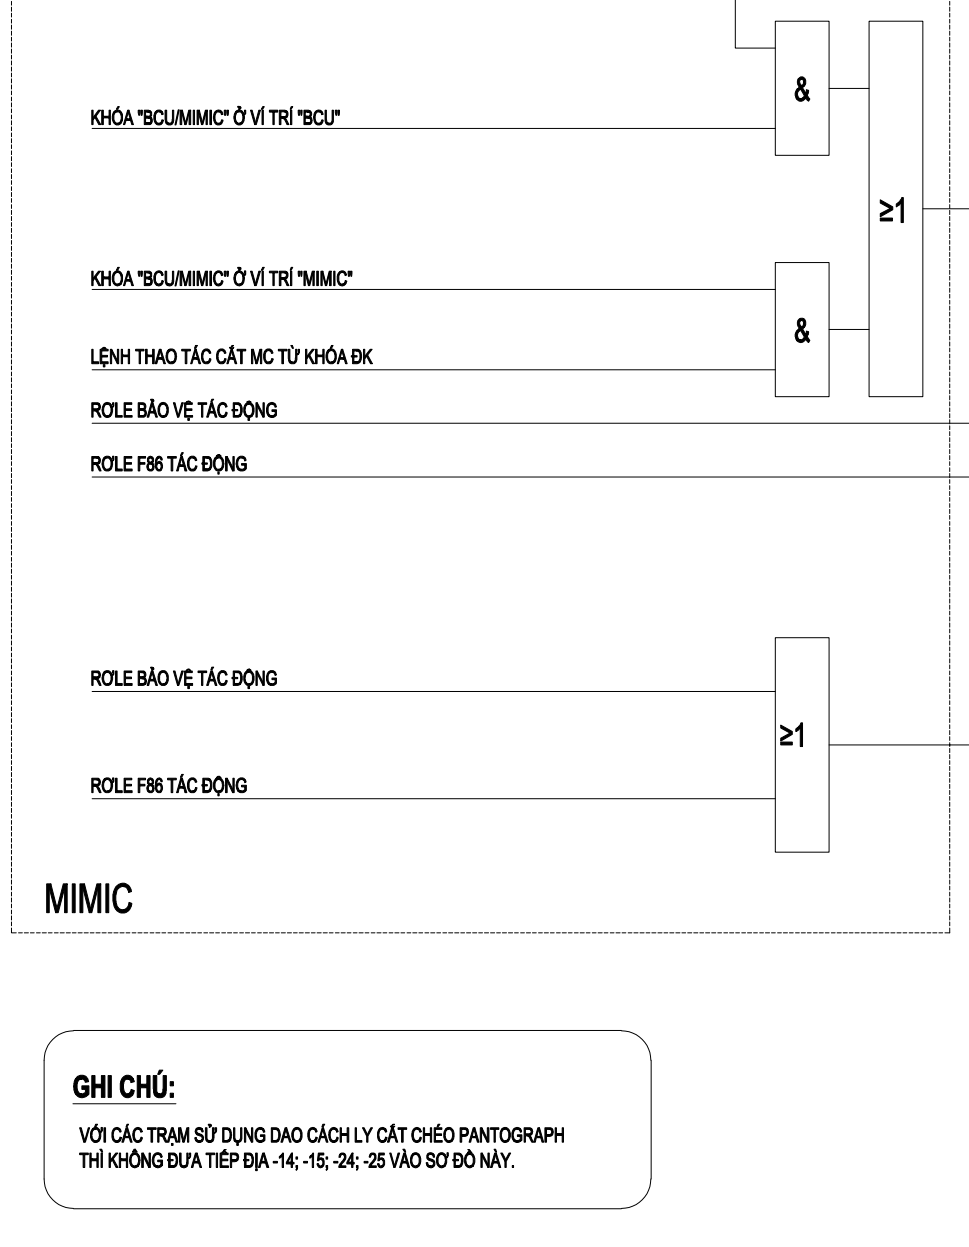 &
KHÓA "BCU/MIMIC" Ở VÍ TRÍ "BCU"
≥1
KHÓA "BCU/MIMIC" Ở VÍ TRÍ "MIMIC"
&
LỆNH THAO TÁC CẮT MC TỪ KHÓA ĐK
RƠLE BẢO VỆ TÁC ĐỘNG
RƠLE F86 TÁC ĐỘNG
RƠLE BẢO VỆ TÁC ĐỘNG
≥1
RƠLE F86 TÁC ĐỘNG
MIMIC
GHI CHÚ:
VỚI CÁC TRẠM SỬ DỤNG DAO CÁCH LY CẮT CHÉO PANTOGRAPH
THÌ KHÔNG ĐƯA TIẾP ĐỊA -14; -15; -24; -25 VÀO SƠ ĐỒ NÀY.